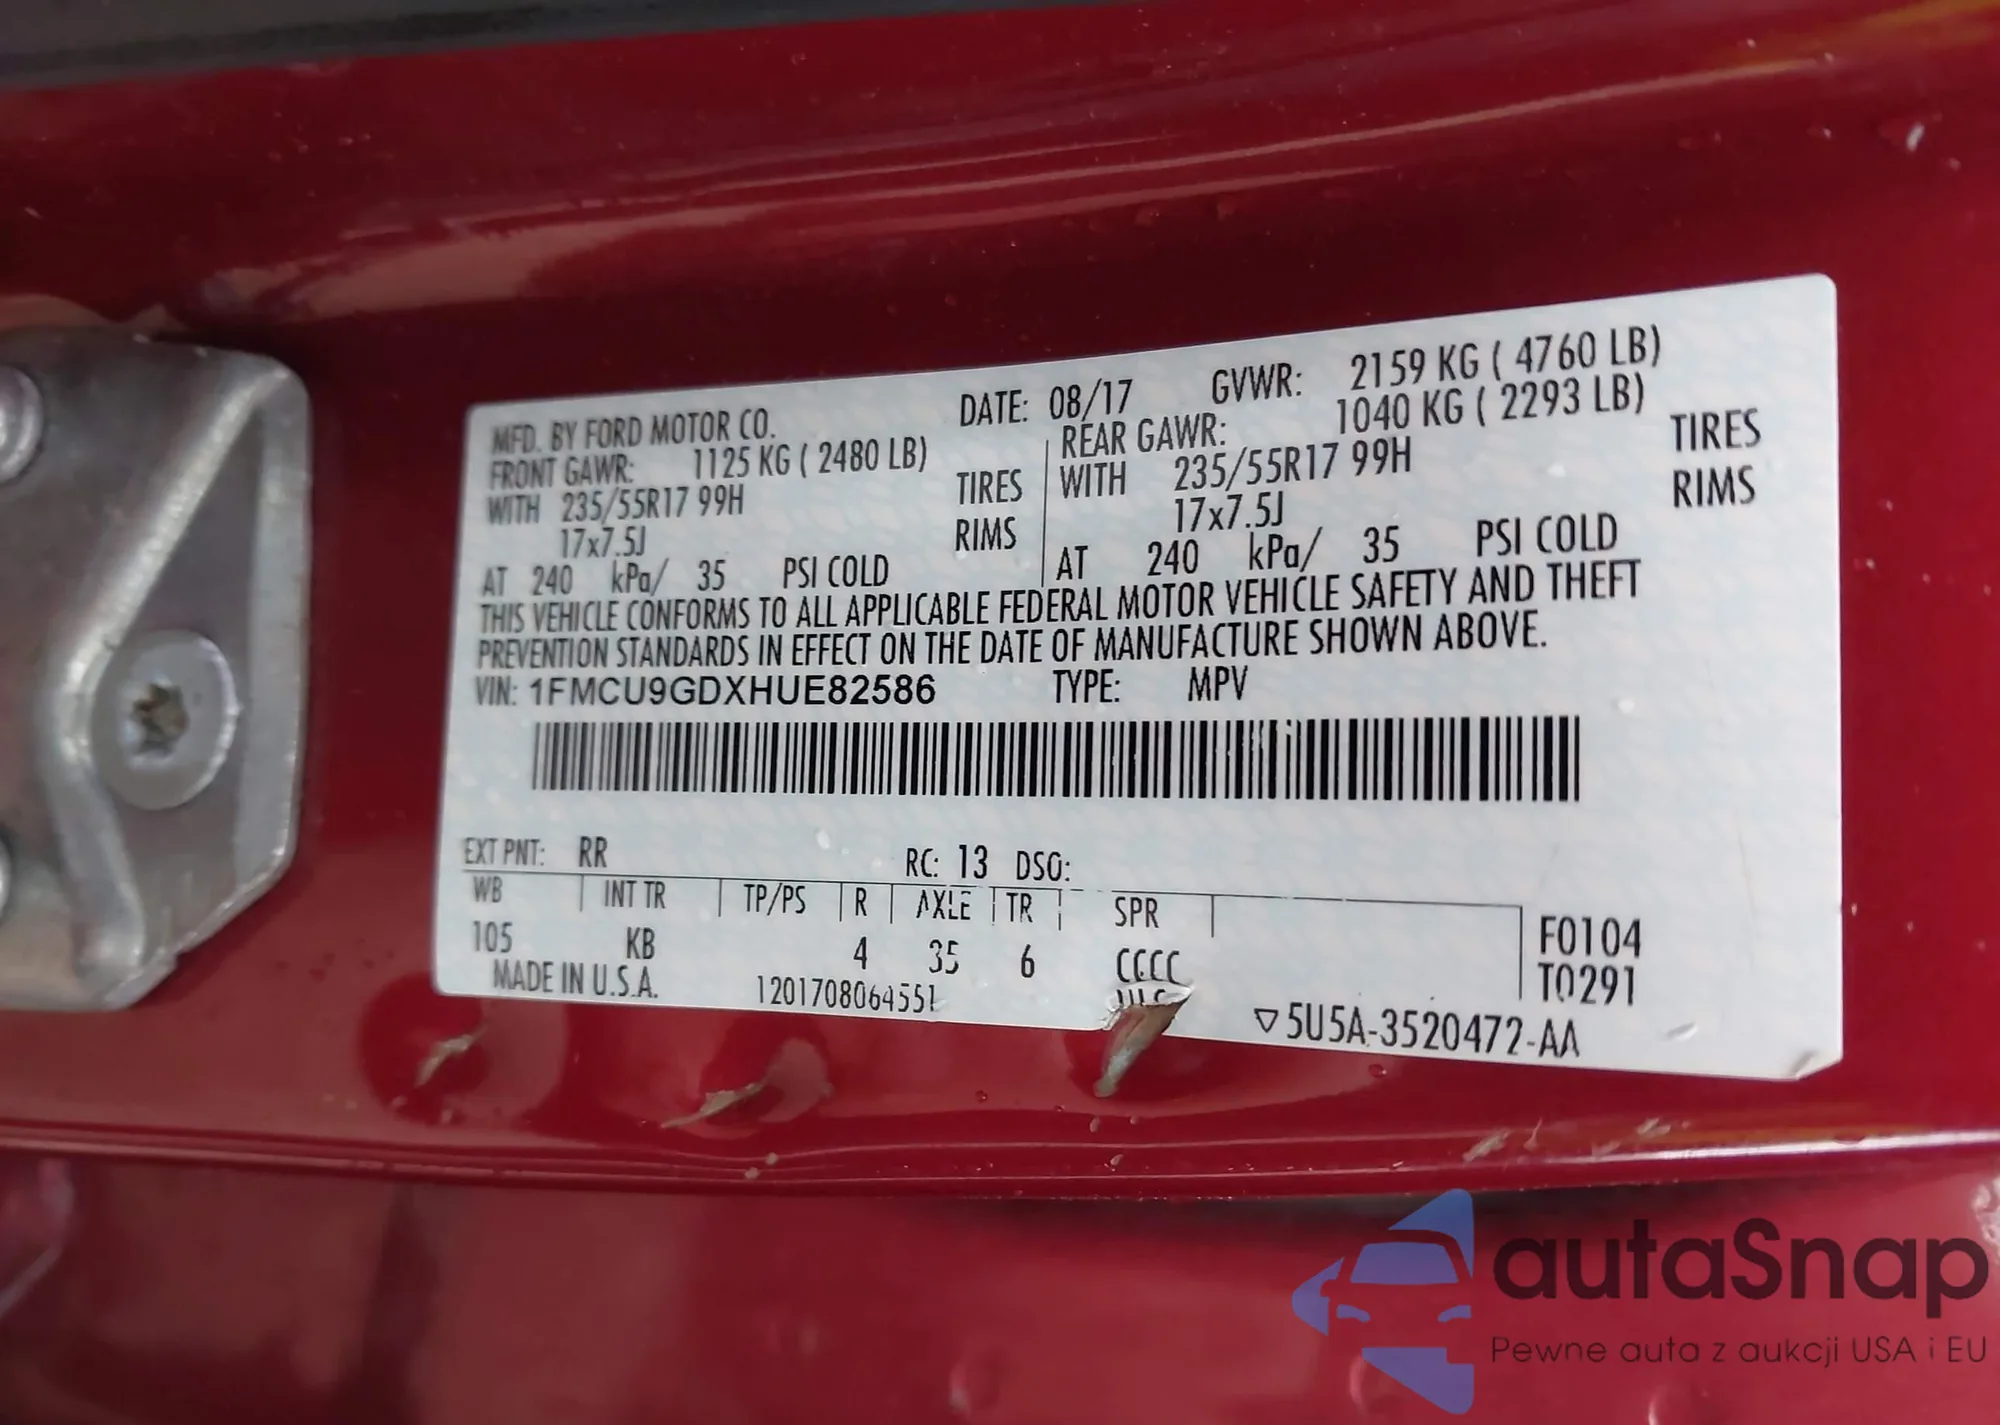 MFD. BY FORD MOTOR CO. DATE: 08/17 GVWR: 2159 KG ( 4760 LB)
FRONT GAWR: 1125 KG ( 2480 LB) REAR GAWR: 1040 KG ( 2293 LB)
WITH 235/55R17 99H TIRES WITH 235/55R17 99H TIRES
17x7.5J RIMS 17x7.5J RIMS
AT 240 kPa/ 35 PSI COLD AT 240 kPa/ 35 PSI COLD
THIS VEHICLE CONFORMS TO ALL APPLICABLE FEDERAL MOTOR VEHICLE SAFETY AND THEFT
PREVENTION STANDARDS IN EFFECT ON THE DATE OF MANUFACTURE SHOWN ABOVE.
VIN: 1FMCU9GDXHUE82586 TYPE: MPV
EXT PNT: RR RC: 13 DSO:
WB INT TR TP/PS R AXLE TR SPR
105 KB 4 35 6 CCCC
F0104
T0291
MADE IN U.S.A. 1201708064551
▽5U5A-3520472-AA
autaSnap
Pewne auta z aukcji USA i EU